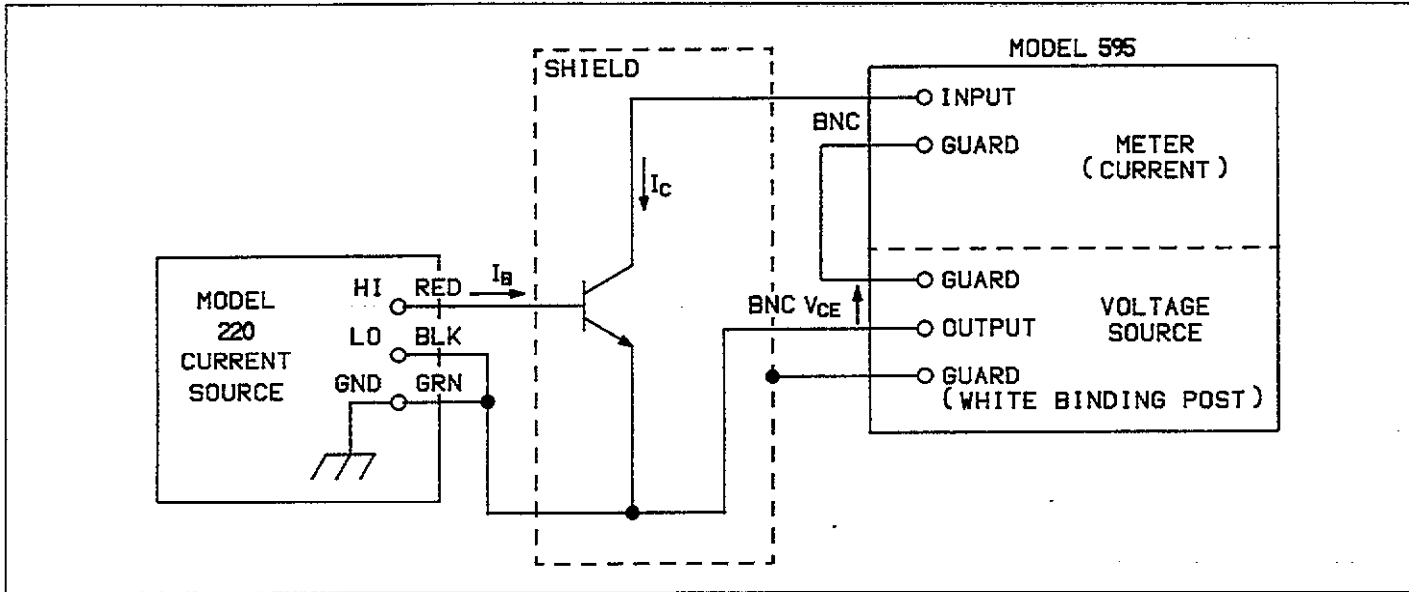 MODEL 595
SHIELD
INPUT
BNC
GUARD
METER
(CURRENT)
IC
IB
HI RED
MODEL
220
CURRENT
SOURCE
LO BLK
GND GRN
GUARD
BNC VCE
OUTPUT
VOLTAGE
SOURCE
GUARD
(WHITE BINDING POST)